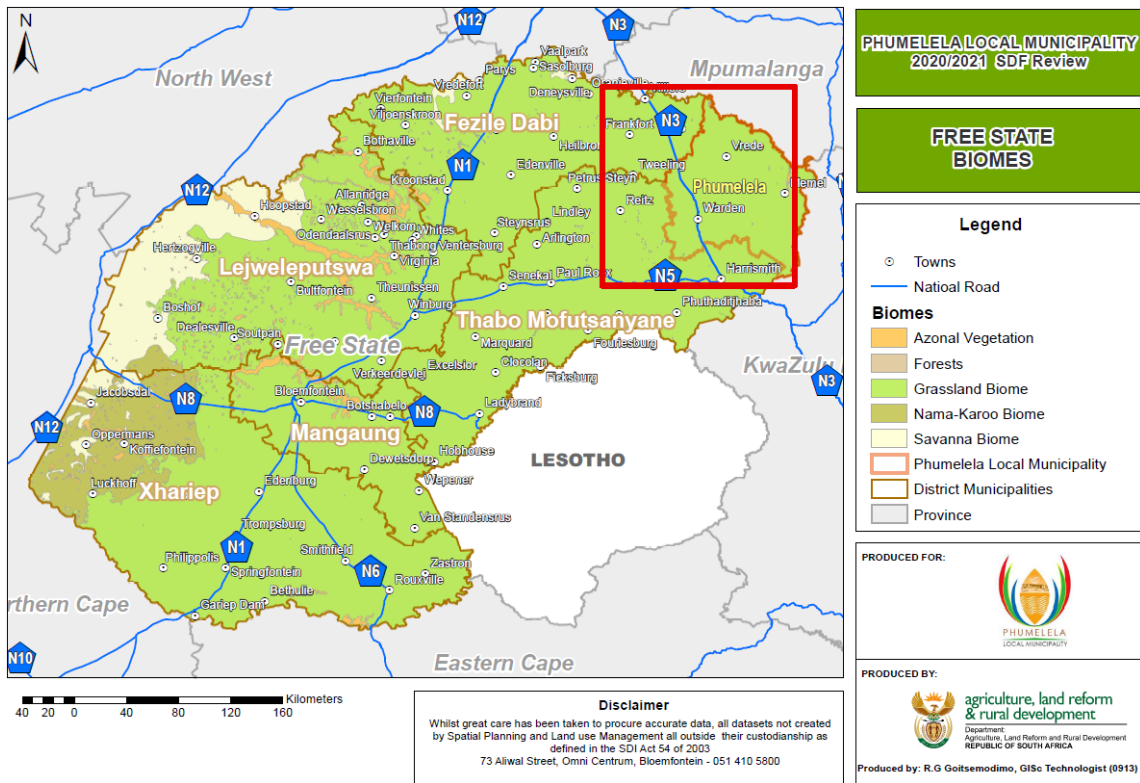 PHUMELELA LOCAL MUNICIPALITY
2020/2021 SDF Review
FREE STATE
BIOMES
Legend
Towns
Natioal Road
Biomes
Azonal Vegetation
Forests
Grassland Biome
Nama-Karoo Biome
Savanna Biome
Phumelela Local Municipality
District Municipalities
Province
PRODUCED FOR:
PHUMELELA
LOCAL MUNICIPALITY
PRODUCED BY:
agriculture, land reform
& rural development
Department:
Agriculture, Land Reform and Rural Development
REPUBLIC OF SOUTH AFRICA
Produced by: R.G Goitsemodimo, GISc Technologist (0913)
N
N12
N3
North West
Mpumalanga
Vaalpark
Sasolburg
Parys
Oranjeville
Vredefort
Deneysville
Vierfontein
Viljoenskroon
Fezile Dabi
N3
Frankfort
Bothaville
Heilbron
Vrede
N1
Edenville
Tweeling
Kroonstad
Petrus Steyn
Phumelela
Memel
N12
Allanridge
Hoopstad
Wesselsbron
Reitz
Lindley
Warden
Odendaalsrus
Welkom
Whites
Steynsrus
Hertzogville
Thabong
Ventersburg
Arlington
Virginia
Lejweleputswa
Senekal
Paul Roux
N5
Harrismith
Bultfontein
Theunissen
Boshof
Winburg
Phuthaditjhaba
Thabo Mofutsanyane
Dealesville
Soutpan
Free State
Marquard
Fouriesburg
Verkeerdevlei
Excelsior
Clocolan
Ficksburg
KwaZulu
N3
Jacobsdal
N8
Bloemfontein
Botshabelo
N8
Ladybrand
N12
Oppermans
Koffiefontein
Mangaung
Hobhouse
LESOTHO
Dewetsdorp
Luckhoff
Xhariep
Edenburg
Wepener
Trompsburg
Van Standensrus
N1
Smithfield
Philippolis
Springfontein
N6
Zastron
Rouxville
Bethulie
rthern Cape
Gariep Dam
N10
Eastern Cape
Kilometers
40 20 0 40 80 120 160
Disclaimer
Whilst great care has been taken to procure accurate data, all datasets not created
by Spatial Planning and Land use Management all outside their custodianship as
defined in the SDI Act 54 of 2003
73 Aliwal Street, Omni Centrum, Bloemfontein - 051 410 5800